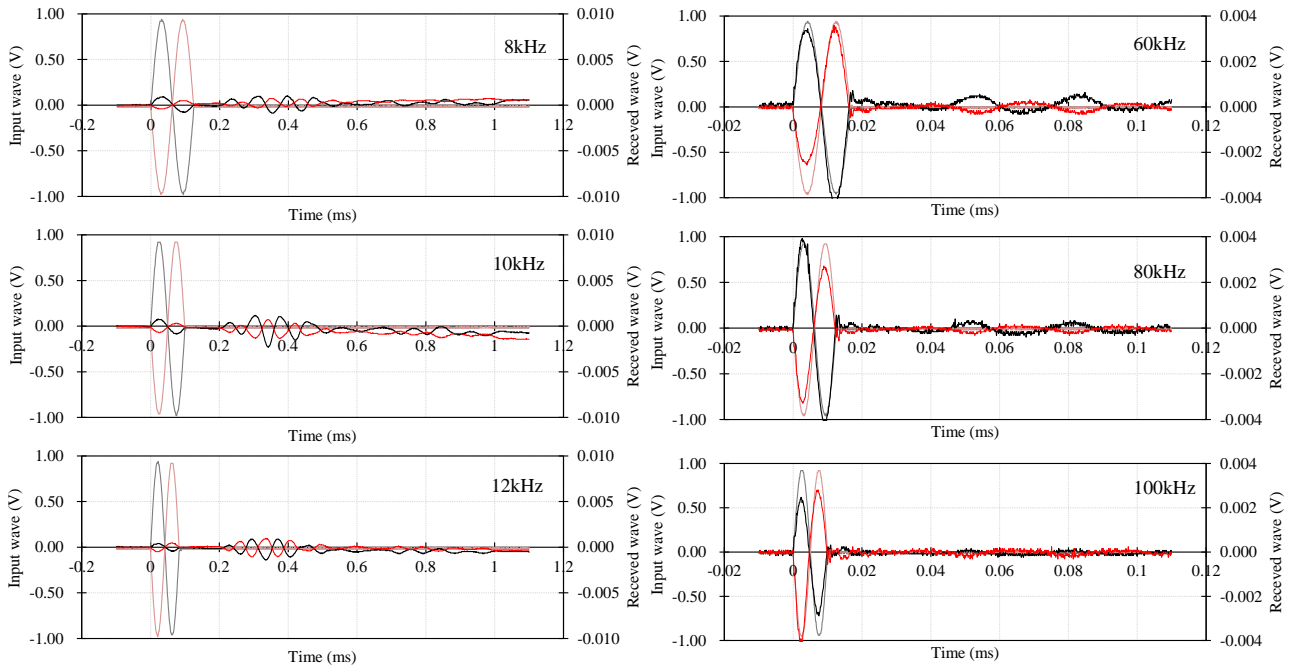 1.00 0.010
8kHz
0.50 0.005
0.00 0.000
-0.2 0 0.2 0.4 0.6 0.8 1 1.2
-0.50 -0.005
-1.00 -0.010
Input wave (V)
Receved wave (V)
Time (ms)
1.00 0.010
10kHz
0.50 0.005
0.00 0.000
-0.2 0 0.2 0.4 0.6 0.8 1 1.2
-0.50 -0.005
-1.00 -0.010
Input wave (V)
Receved wave (V)
Time (ms)
1.00 0.010
12kHz
0.50 0.005
0.00 0.000
-0.2 0 0.2 0.4 0.6 0.8 1 1.2
-0.50 -0.005
-1.00 -0.010
Input wave (V)
Receved wave (V)
Time (ms)
1.00 0.004
60kHz
0.50 0.002
0.00 0.000
-0.02 0 0.02 0.04 0.06 0.08 0.1 0.12
-0.50 -0.002
-1.00 -0.004
Input wave (V)
Receved wave (V)
Time (ms)
1.00 0.004
80kHz
0.50 0.002
0.00 0.000
-0.02 0 0.02 0.04 0.06 0.08 0.1 0.12
-0.50 -0.002
-1.00 -0.004
Input wave (V)
Receved wave (V)
Time (ms)
1.00 0.004
100kHz
0.50 0.002
0.00 0.000
-0.02 0 0.02 0.04 0.06 0.08 0.1 0.12
-0.50 -0.002
-1.00 -0.004
Input wave (V)
Receved wave (V)
Time (ms)